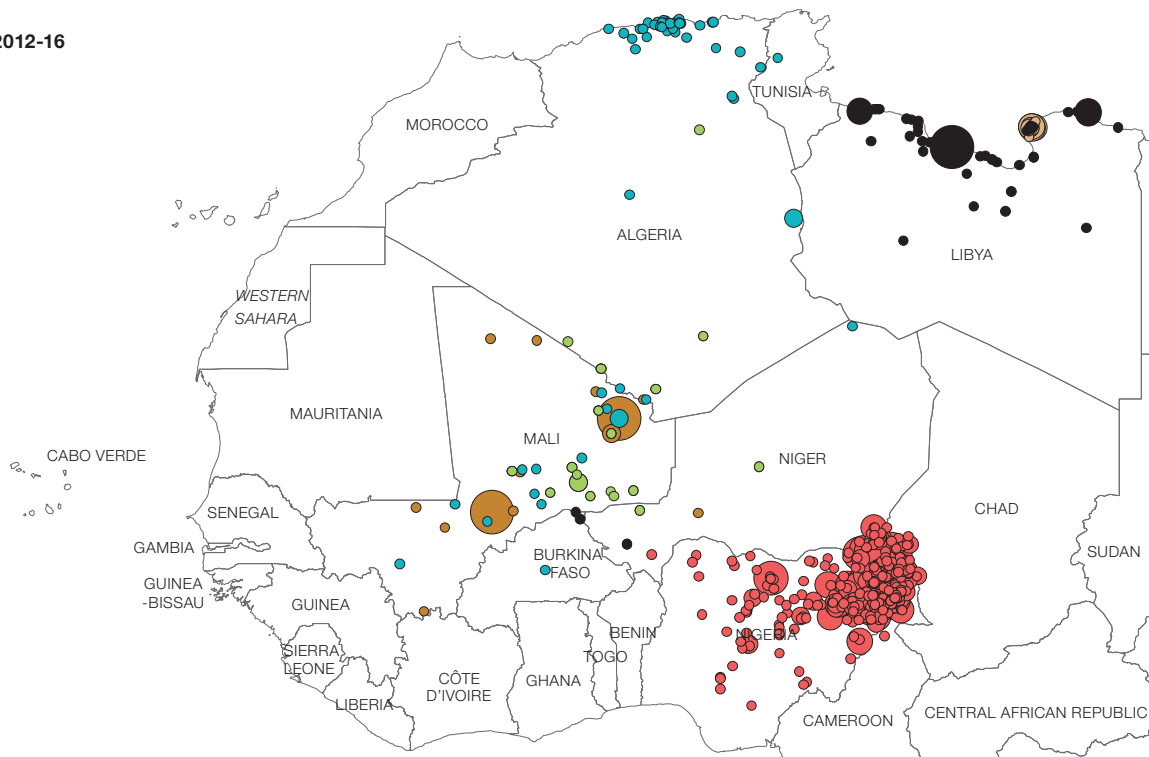 2012-16
TUNISIA
MOROCCO
ALGERIA
LIBYA
WESTERN
SAHARA
MAURITANIA
MALI
CABO VERDE
NIGER
SENEGAL
CHAD
GAMBIA
SUDAN
BURKINA
FASO
GUINEA
-BISSAU
GUINEA
BENIN
NIGERIA
SIERRA
LEONE
TOGO
CÔTE
D'IVOIRE
GHANA
LIBERIA
CAMEROON
CENTRAL AFRICAN REPUBLIC